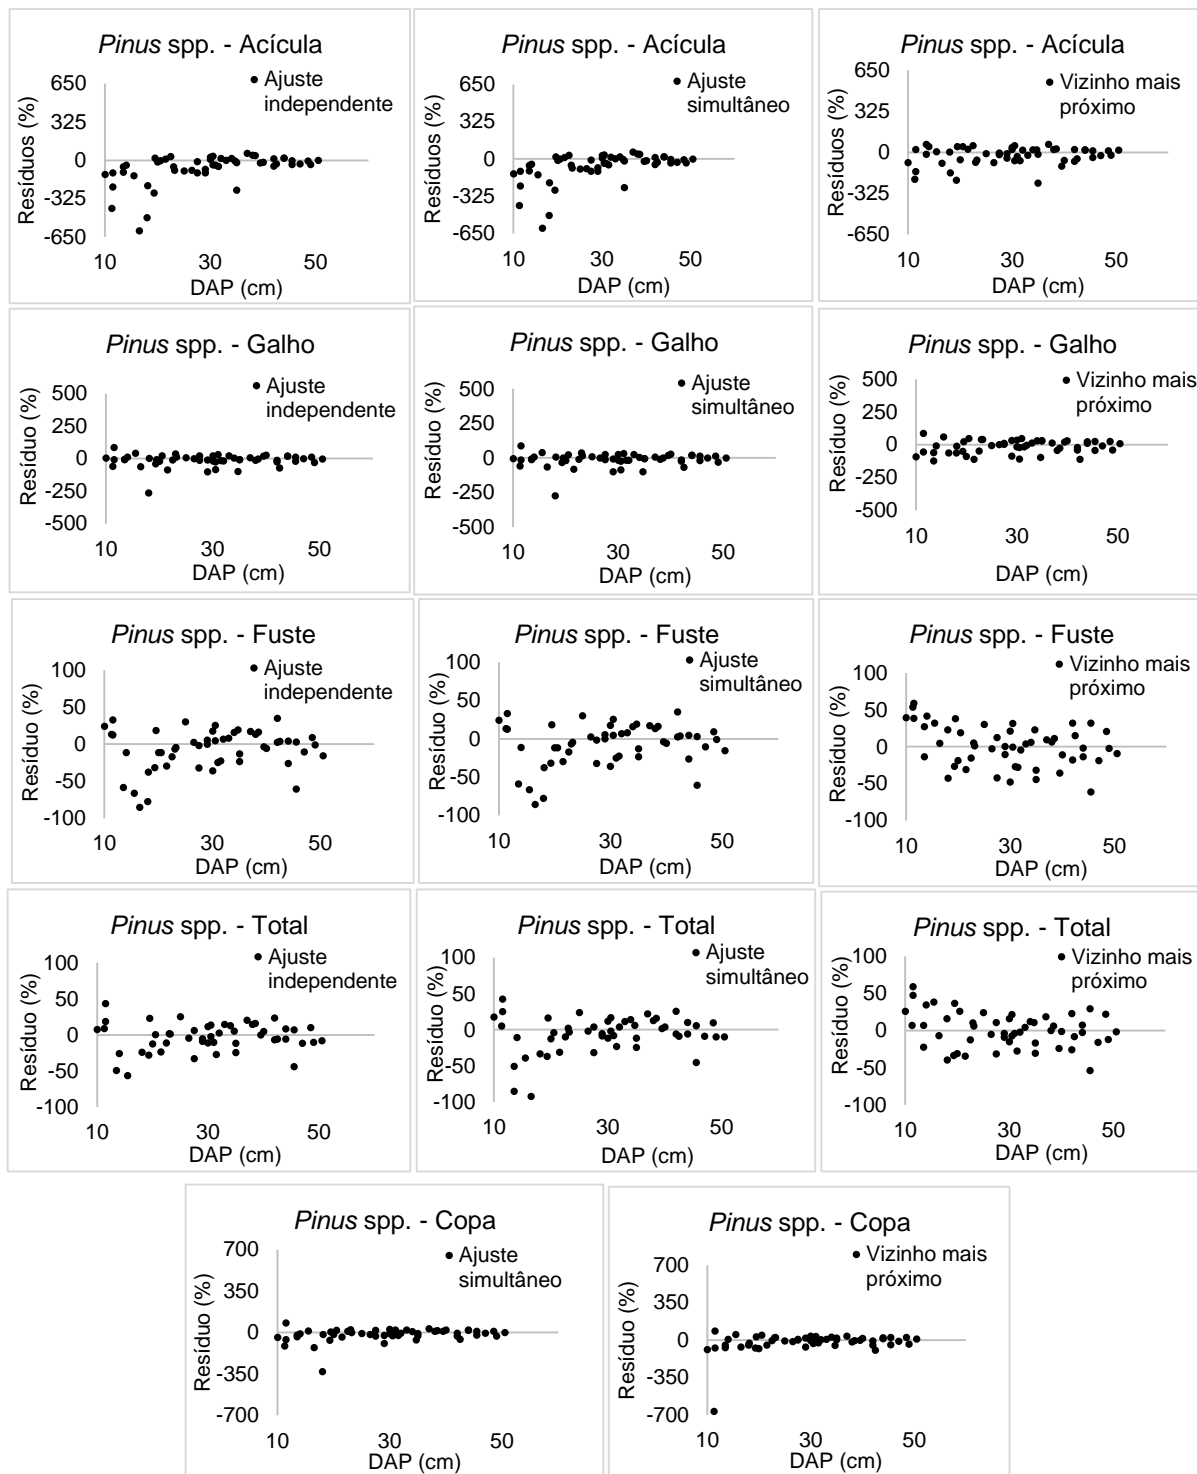 Pinus spp. - Acícula
Ajuste
independente
Resíduos (%)
650
325
0
-325
-650
10 30 50
DAP (cm)
Pinus spp. - Acícula
Ajuste
simultâneo
Resíduos (%)
650
325
0
-325
-650
10 30 50
DAP (cm)
Pinus spp. - Acícula
Vizinho mais
próximo
Resíduos (%)
650
325
0
-325
-650
10 30 50
DAP (cm)
Pinus spp. - Galho
Ajuste
independente
Resíduo (%)
500
250
0
-250
-500
10 30 50
DAP (cm)
Pinus spp. - Galho
Ajuste
simultâneo
Resíduo (%)
500
250
0
-250
-500
10 30 50
DAP (cm)
Pinus spp. - Galho
Vizinho mais
próximo
Resíduo (%)
500
250
0
-250
-500
10 30 50
DAP (cm)
Pinus spp. - Fuste
Ajuste
independente
Resíduo (%)
100
50
0
-50
-100
10 30 50
DAP (cm)
Pinus spp. - Fuste
Ajuste
simultâneo
Resíduo (%)
100
50
0
-50
-100
10 30 50
DAP (cm)
Pinus spp. - Fuste
Vizinho mais
próximo
Resíduo (%)
100
50
0
-50
-100
10 30 50
DAP (cm)
Pinus spp. - Total
Ajuste
independente
Resíduo (%)
100
50
0
-50
-100
10 30 50
DAP (cm)
Pinus spp. - Total
Ajuste
simultâneo
Resíduo (%)
100
50
0
-50
-100
10 30 50
DAP (cm)
Pinus spp. - Total
Vizinho mais
próximo
Resíduo (%)
100
50
0
-50
-100
10 30 50
DAP (cm)
Pinus spp. - Copa
Ajuste
simultâneo
Resíduo (%)
700
350
0
-350
-700
10 30 50
DAP (cm)
Pinus spp. - Copa
Vizinho mais
próximo
Resíduo (%)
700
350
0
-350
-700
10 30 50
DAP (cm)